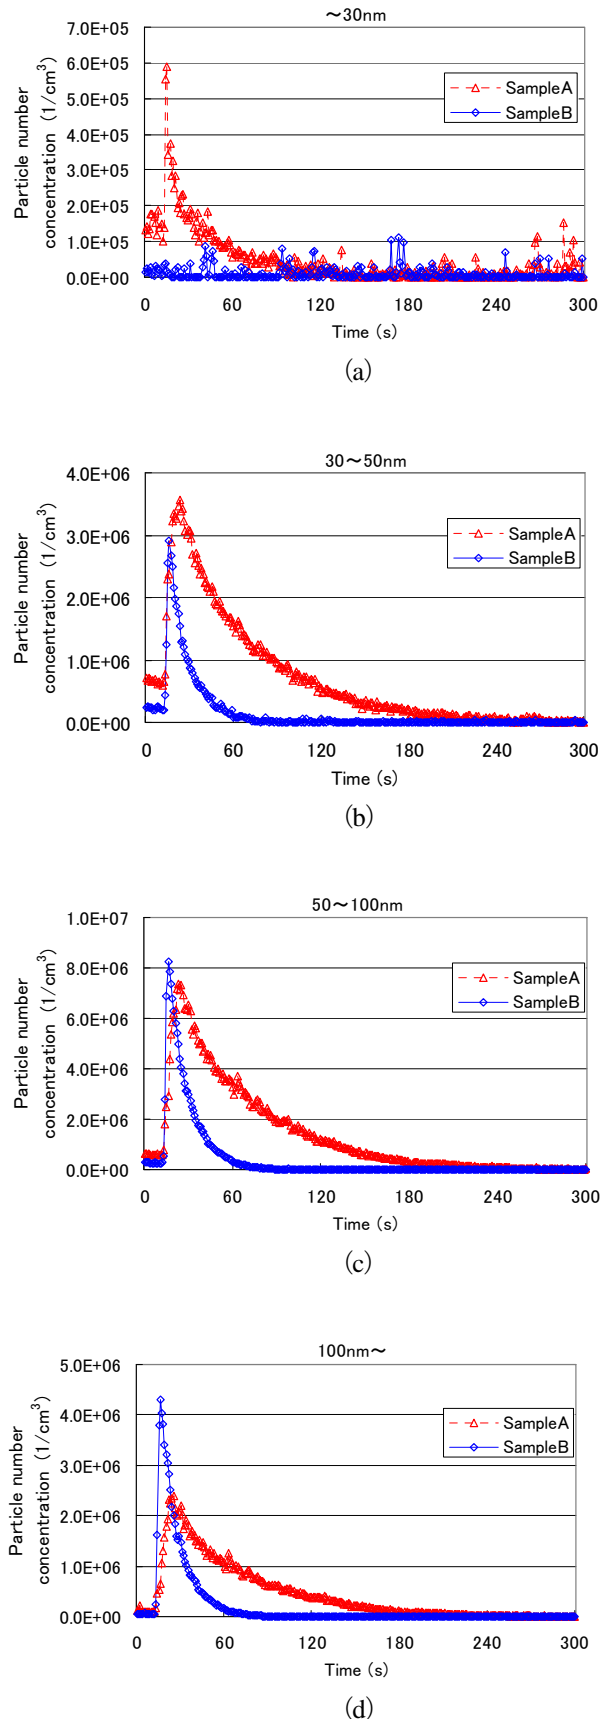 ～30nm
7.0E+05
6.0E+05
5.0E+05
4.0E+05
3.0E+05
2.0E+05
1.0E+05
0.0E+00
Particle number
concentration (1/cm³)
SampleA
SampleB
0 60 120 180 240 300
Time (s)
(a)
30～50nm
4.0E+06
3.0E+06
2.0E+06
1.0E+06
0.0E+00
Particle number
concentration (1/cm³)
SampleA
SampleB
0 60 120 180 240 300
Time (s)
(b)
50～100nm
1.0E+07
8.0E+06
6.0E+06
4.0E+06
2.0E+06
0.0E+00
Particle number
concentration (1/cm³)
SampleA
SampleB
0 60 120 180 240 300
Time (s)
(c)
100nm～
5.0E+06
4.0E+06
3.0E+06
2.0E+06
1.0E+06
0.0E+00
Particle number
concentration (1/cm³)
SampleA
SampleB
0 60 120 180 240 300
Time (s)
(d)